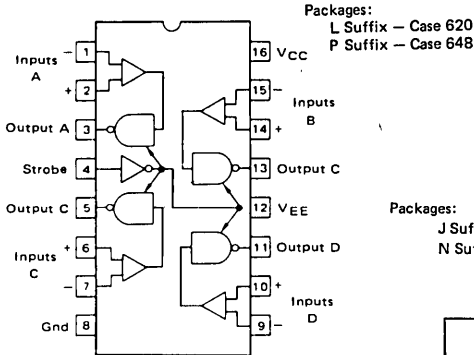 Packages:
L Suffix — Case 620
P Suffix — Case 648
Inputs A
− 1
+ 2
Output A 3
Strobe 4
Output C 5
Inputs C
+ 6
− 7
Gnd 8
16 VCC
15 −
Inputs B
14 +
13 Output C
12 VEE
11 Output D
10 +
Inputs D
9 −
Packages:
J Suf
N Su